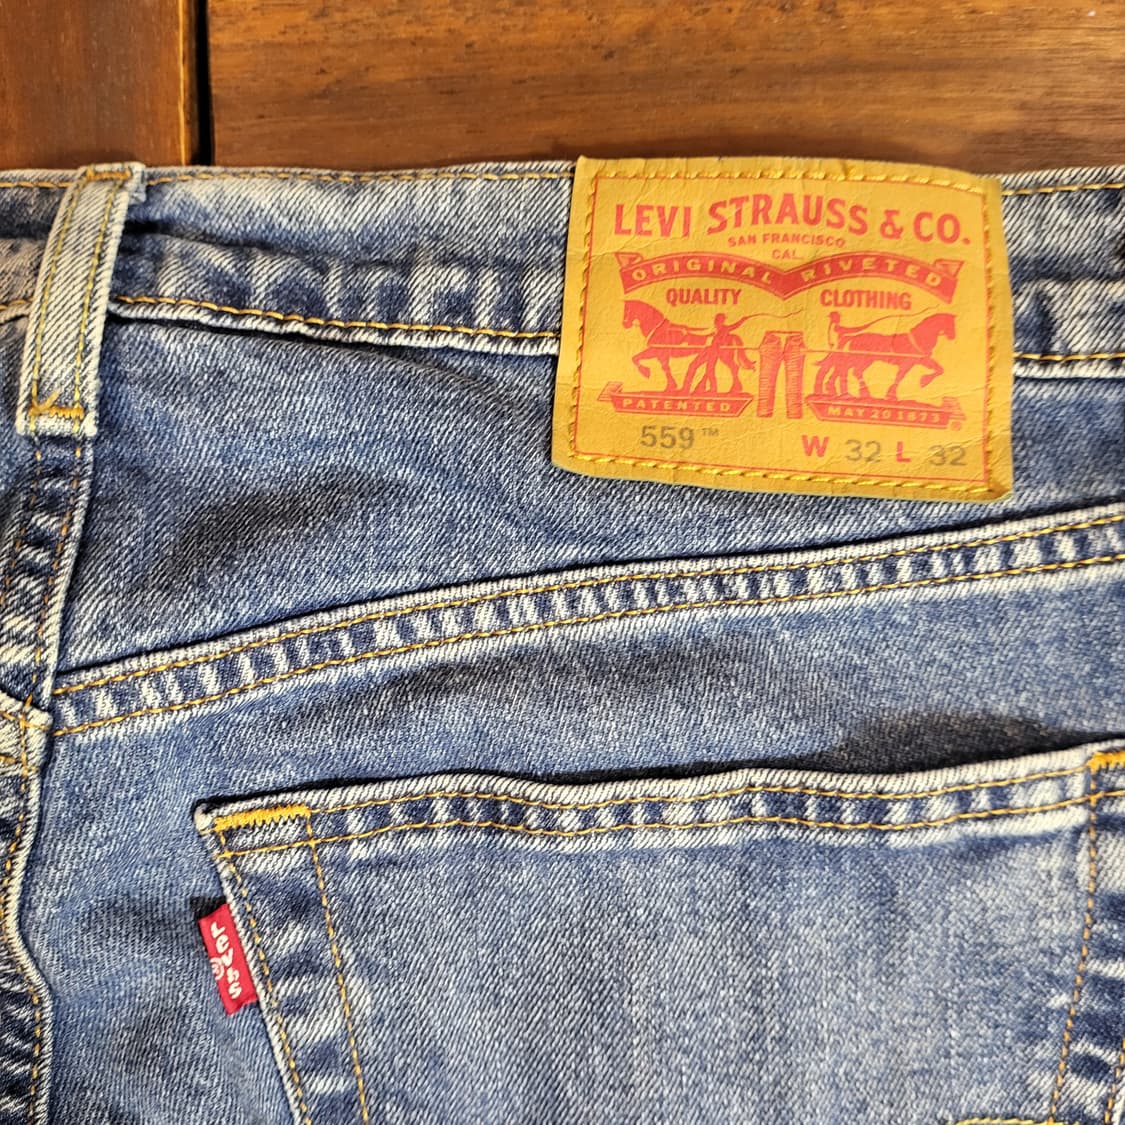 LEVI STRAUSS & CO.
SAN FRANCISCO
CAL.
ORIGINAL RIVETED
QUALITY CLOTHING
PATENTED MAY 20 1873 ®
559™ W 32 L 32
Levi's ®